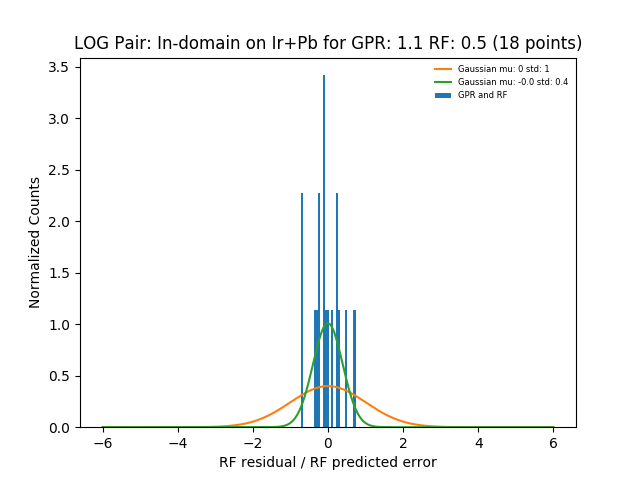 LOG Pair: In-domain on Ir+Pb for GPR: 1.1 RF: 0.5 (18 points)
Gaussian mu: 0 std: 1
Gaussian mu: -0.0 std: 0.4
GPR and RF
Normalized Counts
3.5
3.0
2.5
2.0
1.5
1.0
0.5
0.0
−6 −4 −2 0 2 4 6
RF residual / RF predicted error